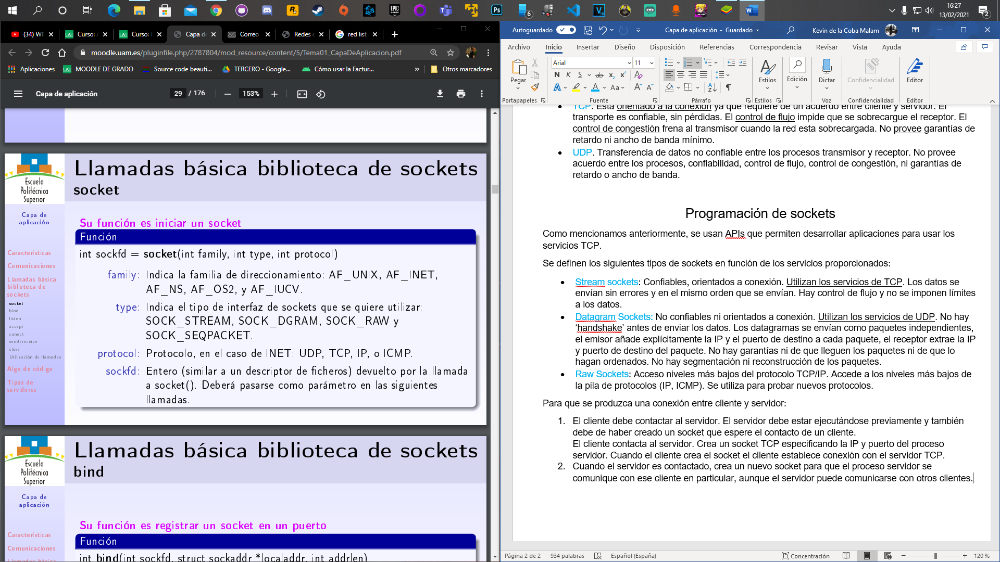 16:27
13/02/2021
6
2
(34) WI
Curso: A
Curso: I
Capa de
Correo
Redes
red list
moodle.uam.es/pluginfile.php/2787804/mod_resource/content/5/Tema01_CapaDeAplicacion.pdf
Aplicaciones
MOODLE DE GRADO
Source code beauti...
TERCERO - Google...
Cómo usar la Factur...
»
Otros marcadores
Capa de aplicación
29 / 176
153%
Llamadas básica biblioteca de sockets
socket
Escuela
Politécnica
Superior
Capa de
aplicación
Características
Comunicaciones
Llamadas básica
biblioteca de
sockets
socket
bind
listen
accept
conect
send/receive
close
Utilización de llamadas
Algo de código
Tipos de
servidores
Su función es iniciar un socket
Función
int sockfd = socket(int family, int type, int protocol)
family: Indica la familia de direccionamiento: AF_UNIX, AF_INET,
AF_NS, AF_OS2, y AF_IUCV.
type: Indica el tipo de interfaz de sockets que se quiere utilizar:
SOCK_STREAM, SOCK_DGRAM, SOCK_RAW y
SOCK_SEQPACKET.
protocol: Protocolo, en el caso de INET: UDP, TCP, IP, o ICMP.
sockfd: Entero (similar a un descriptor de ficheros) devuelto por la llamada
a socket(). Deberá pasarse como parámetro en las siguientes
llamadas.
Llamadas básica biblioteca de sockets
bind
Escuela
Politécnica
Superior
Capa de
aplicación
Características
Comunicaciones
Llamadas básica
Su función es registrar un socket en un puerto
Función
int bind(int sockfd, struct sockaddr *localaddr, int addrlen)
Autoguardado
Capa de aplicación - Guardado
Kevin de la Coba Malam
Archivo
Inicio
Insertar
Diseño
Disposición
Referencias
Correspondencia
Revisar
Vista
Ayuda
Pegar
Arial
11
N K S ab x₂ x²
A A Aa A A
Estilos
Edición
Dictar
Confidencialidad
Editor
Portapapeles
Fuente
Párrafo
Estilos
Voz
Confidencialidad
Editor
• TCP. Esta orientado a la conexión ya que requiere de un acuerdo entre cliente y servidor. El
transporte es confiable, sin pérdidas. El control de flujo impide que se sobrecargue el receptor. El
control de congestión frena al transmisor cuando la red esta sobrecargada. No provee garantías de
retardo ni ancho de banda mínimo.
• UDP. Transferencia de datos no confiable entre los procesos transmisor y receptor. No provee
acuerdo entre los procesos, confiabilidad, control de flujo, control de congestión, ni garantías de
retardo o ancho de banda.
Programación de sockets
Como mencionamos anteriormente, se usan APIs que permiten desarrollar aplicaciones para usar los
servicios TCP.
Se definen los siguientes tipos de sockets en función de los servicios proporcionados:
• Stream sockets: Confiables, orientados a conexión. Utilizan los servicios de TCP. Los datos se
envían sin errores y en el mismo orden que se envían. Hay control de flujo y no se imponen límites
a los datos.
• Datagram Sockets: No confiables ni orientados a conexión. Utilizan los servicios de UDP. No hay
‘handshake’ antes de enviar los datos. Los datagramas se envían como paquetes independientes,
el emisor añade explícitamente la IP y el puerto de destino a cada paquete, el receptor extrae la IP
y puerto de destino del paquete. No hay garantías ni de que lleguen los paquetes ni de que lo
hagan ordenados. No hay segmentación ni reconstrucción de los paquetes.
• Raw Sockets: Acceso niveles más bajos del protocolo TCP/IP. Accede a los niveles más bajos de
la pila de protocolos (IP, ICMP). Se utiliza para probar nuevos protocolos.
Para que se produzca una conexión entre cliente y servidor:
1. El cliente debe contactar al servidor. El servidor debe estar ejecutándose previamente y también
debe de haber creado un socket que espere el contacto de un cliente.
El cliente contacta al servidor. Crea un socket TCP especificando la IP y puerto del proceso
servidor. Cuando el cliente crea el socket el cliente establece conexión con el servidor TCP.
2. Cuando el servidor es contactado, crea un nuevo socket para que el proceso servidor se
comunique con ese cliente en particular, aunque el servidor puede comunicarse con otros clientes.
Página 2 de 2
934 palabras
Español (España)
Concentración
120 %